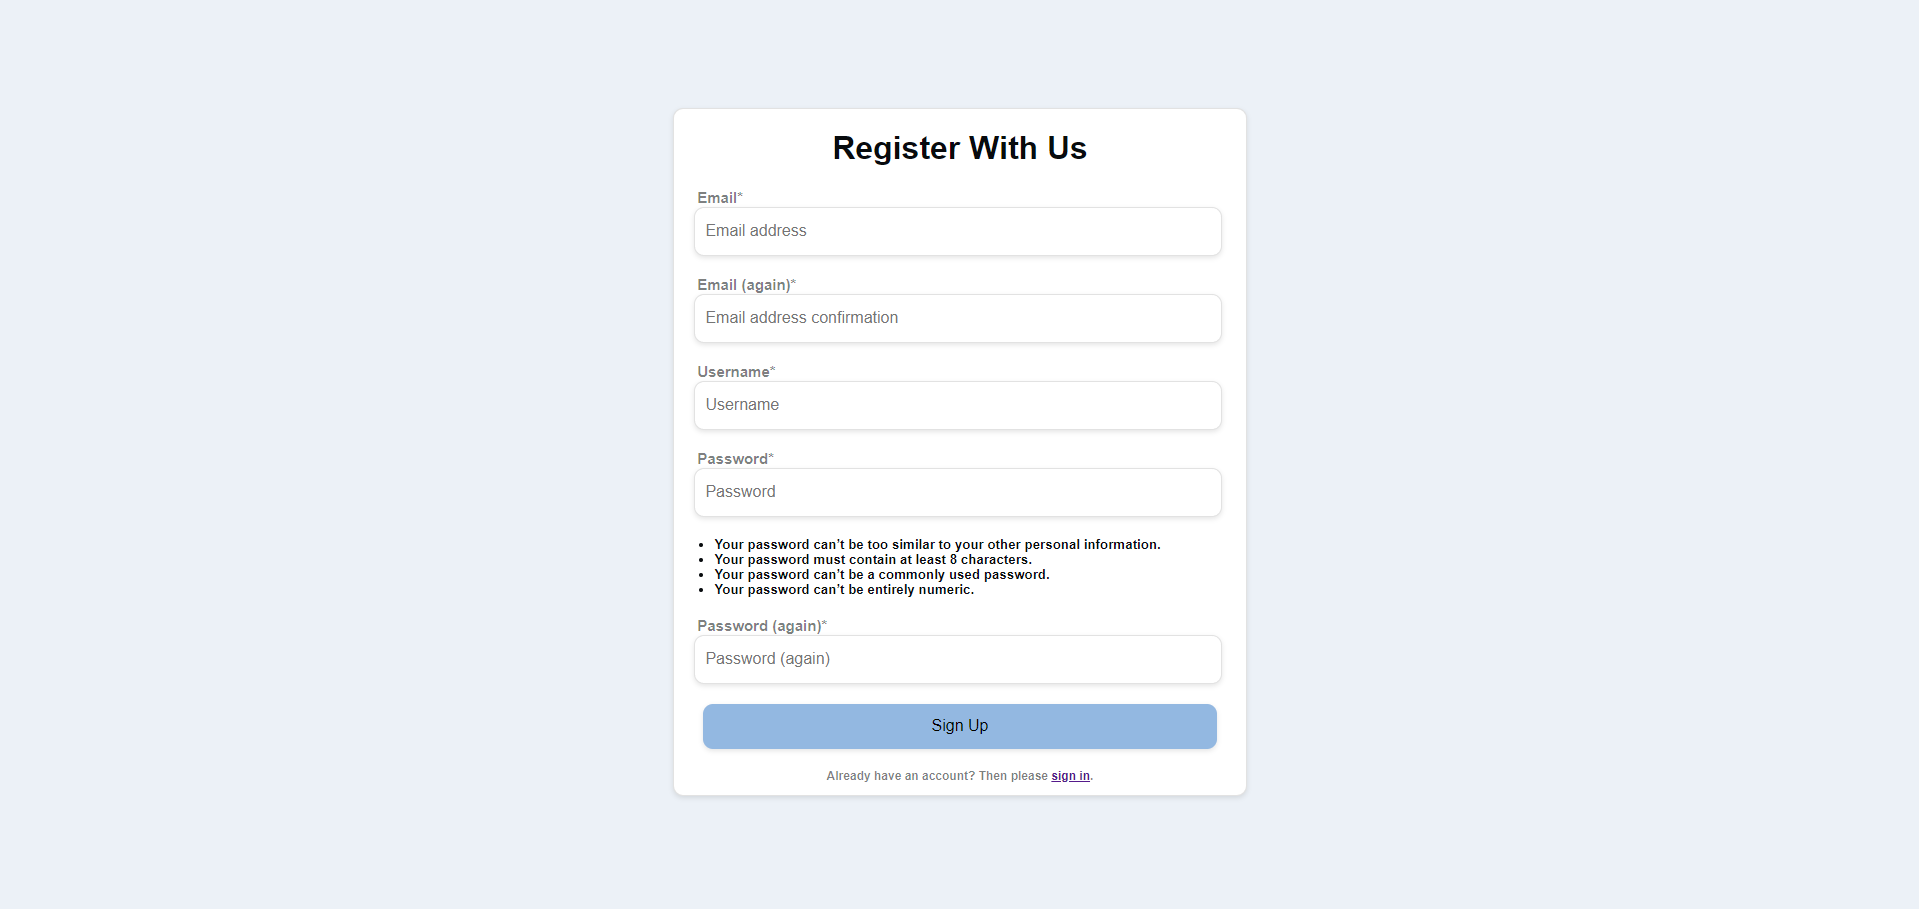 Register With Us
Email*
Email address
Email (again)*
Email address confirmation
Username*
Username
Password*
Password
• Your password can’t be too similar to your other personal information.
• Your password must contain at least 8 characters.
• Your password can’t be a commonly used password.
• Your password can’t be entirely numeric.
Password (again)*
Password (again)
Sign Up
Already have an account? Then please sign in.